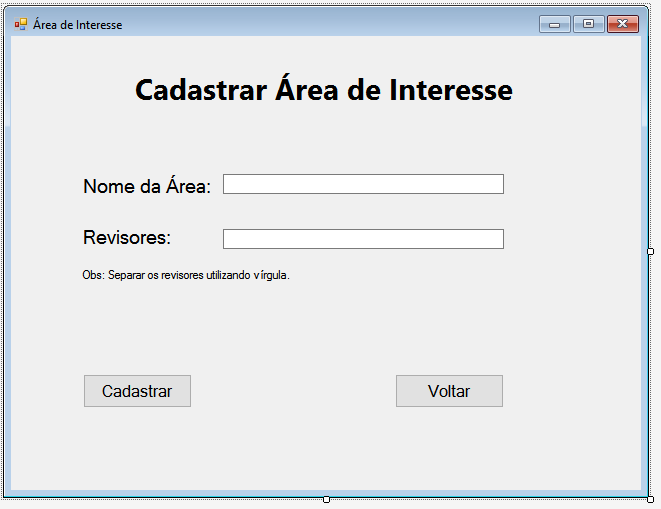 Área de Interesse
Cadastrar Área de Interesse
Nome da Área:
Revisores:
Obs: Separar os revisores utilizando vírgula.
Cadastrar Voltar